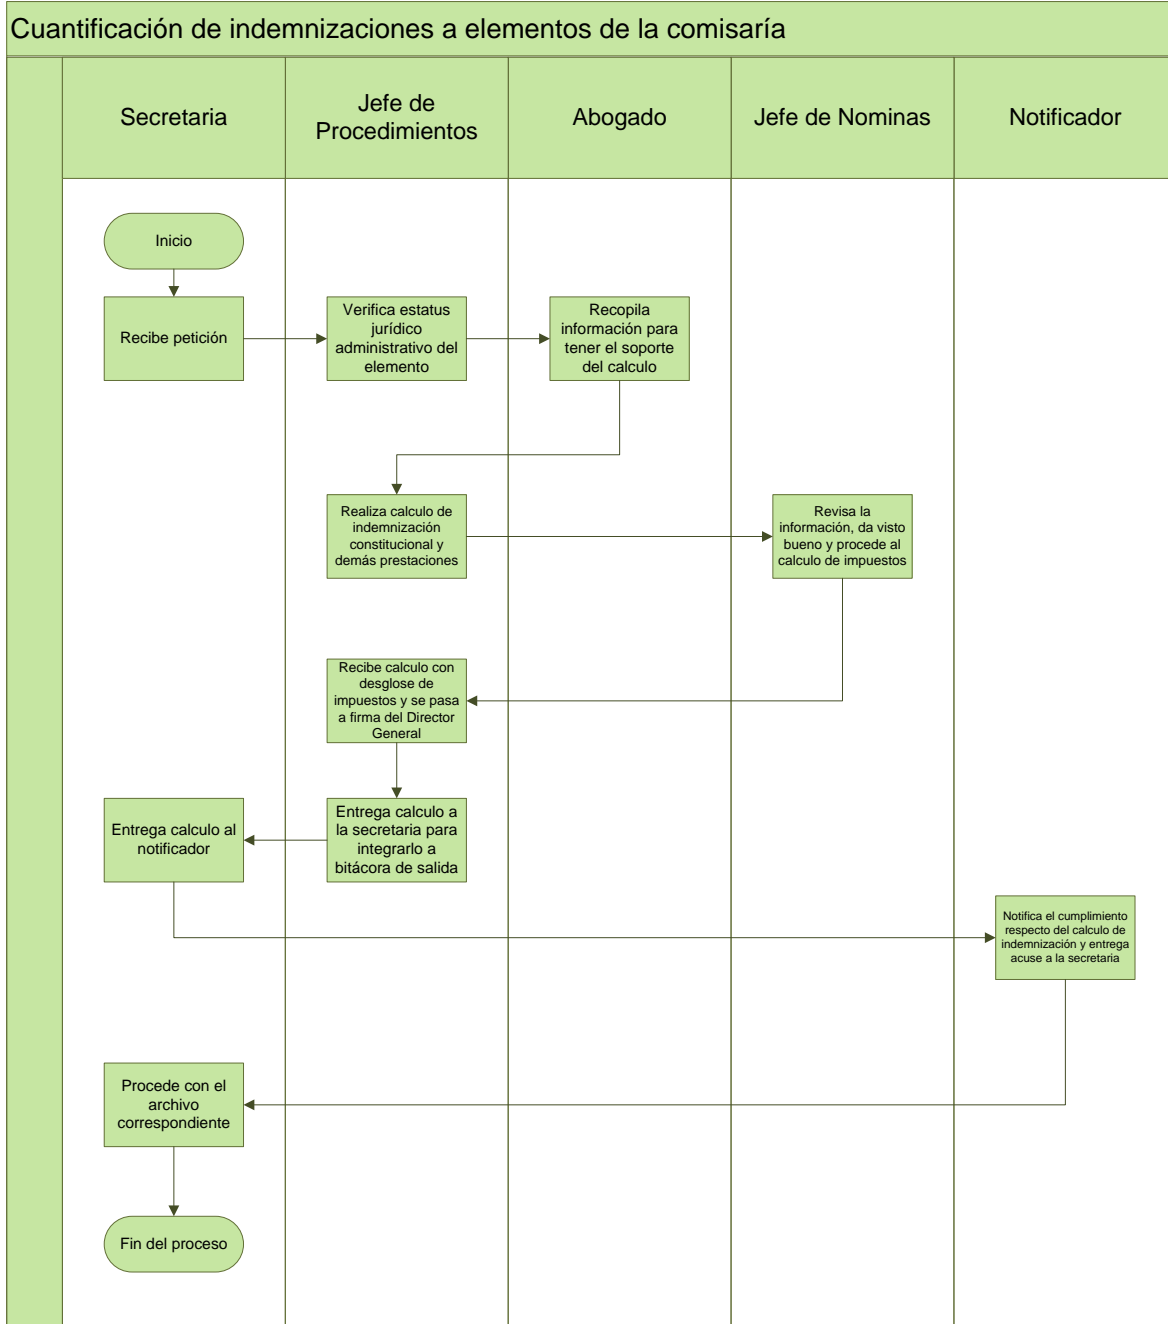 Cuantificación de indemnizaciones a elementos de la comisaría
Secretaria
Jefe de
Procedimientos
Abogado
Jefe de Nominas
Notificador
Inicio
Recibe petición
Verifica estatus
jurídico
administrativo del
elemento
Recopila
información para
tener el soporte
del calculo
Realiza calculo de
indemnización
constitucional y
demás prestaciones
Revisa la
información, da visto
bueno y procede al
calculo de impuestos
Recibe calculo con
desglose de
impuestos y se pasa
a firma del Director
General
Entrega calculo al
notificador
Entrega calculo a
la secretaria para
integrarlo a
bitácora de salida
Notifica el cumplimiento
respecto del calculo de
indemnización y entrega
acuse a la secretaria
Procede con el
archivo
correspondiente
Fin del proceso